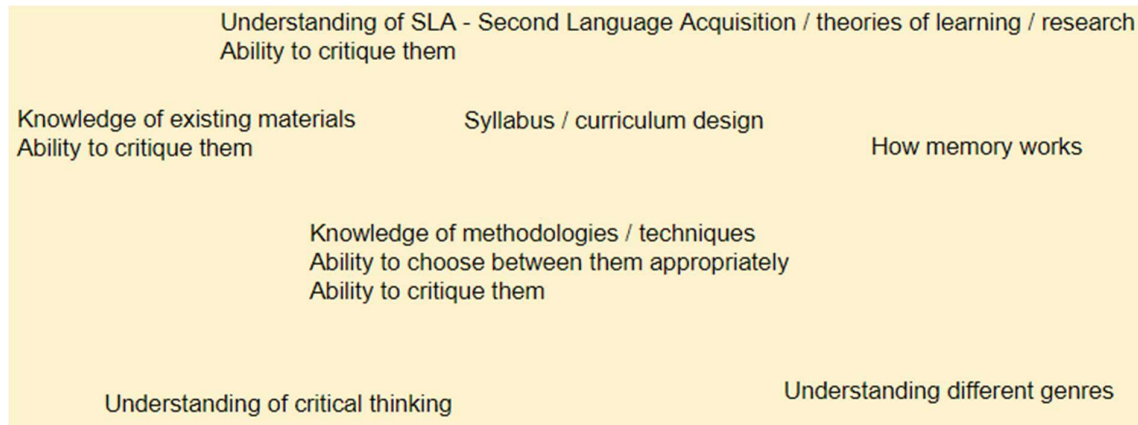 Understanding of SLA - Second Language Acquisition / theories of learning / research
Ability to critique them
Knowledge of existing materials
Ability to critique them
Syllabus / curriculum design
How memory works
Knowledge of methodologies / techniques
Ability to choose between them appropriately
Ability to critique them
Understanding of critical thinking
Understanding different genres